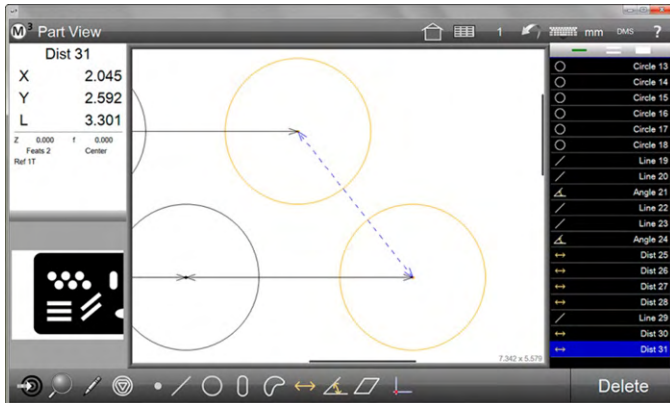 M3 Part View
1
mm
DMS
?
Dist 31
X 2.045
Y 2.592
L 3.301
Z 0.000 f 0.000
Feats 2 Center
Ref 1T
7.342 x 5.579
Circle 13
Circle 14
Circle 15
Circle 16
Circle 17
Circle 18
Line 19
Line 20
Angle 21
Line 22
Line 23
Angle 24
Dist 25
Dist 26
Dist 27
Dist 28
Line 29
Dist 30
Dist 31
Delete